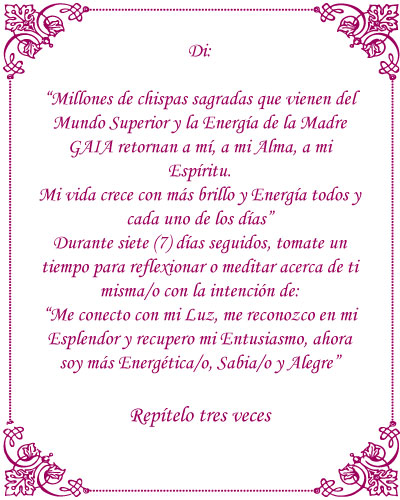 Di:
“Millones de chispas sagradas que vienen del
Mundo Superior y la Energía de la Madre
GAIA retornan a mí, a mi Alma, a mi
Espíritu.
Mi vida crece con más brillo y Energía todos y
cada uno de los días”
Durante siete (7) días seguidos, tomate un
tiempo para reflexionar o meditar acerca de ti
misma/o con la intención de:
“Me conecto con mi Luz, me reconozco en mi
Esplendor y recupero mi Entusiasmo, ahora
soy más Energética/o, Sabia/o y Alegre”
Repítelo tres veces